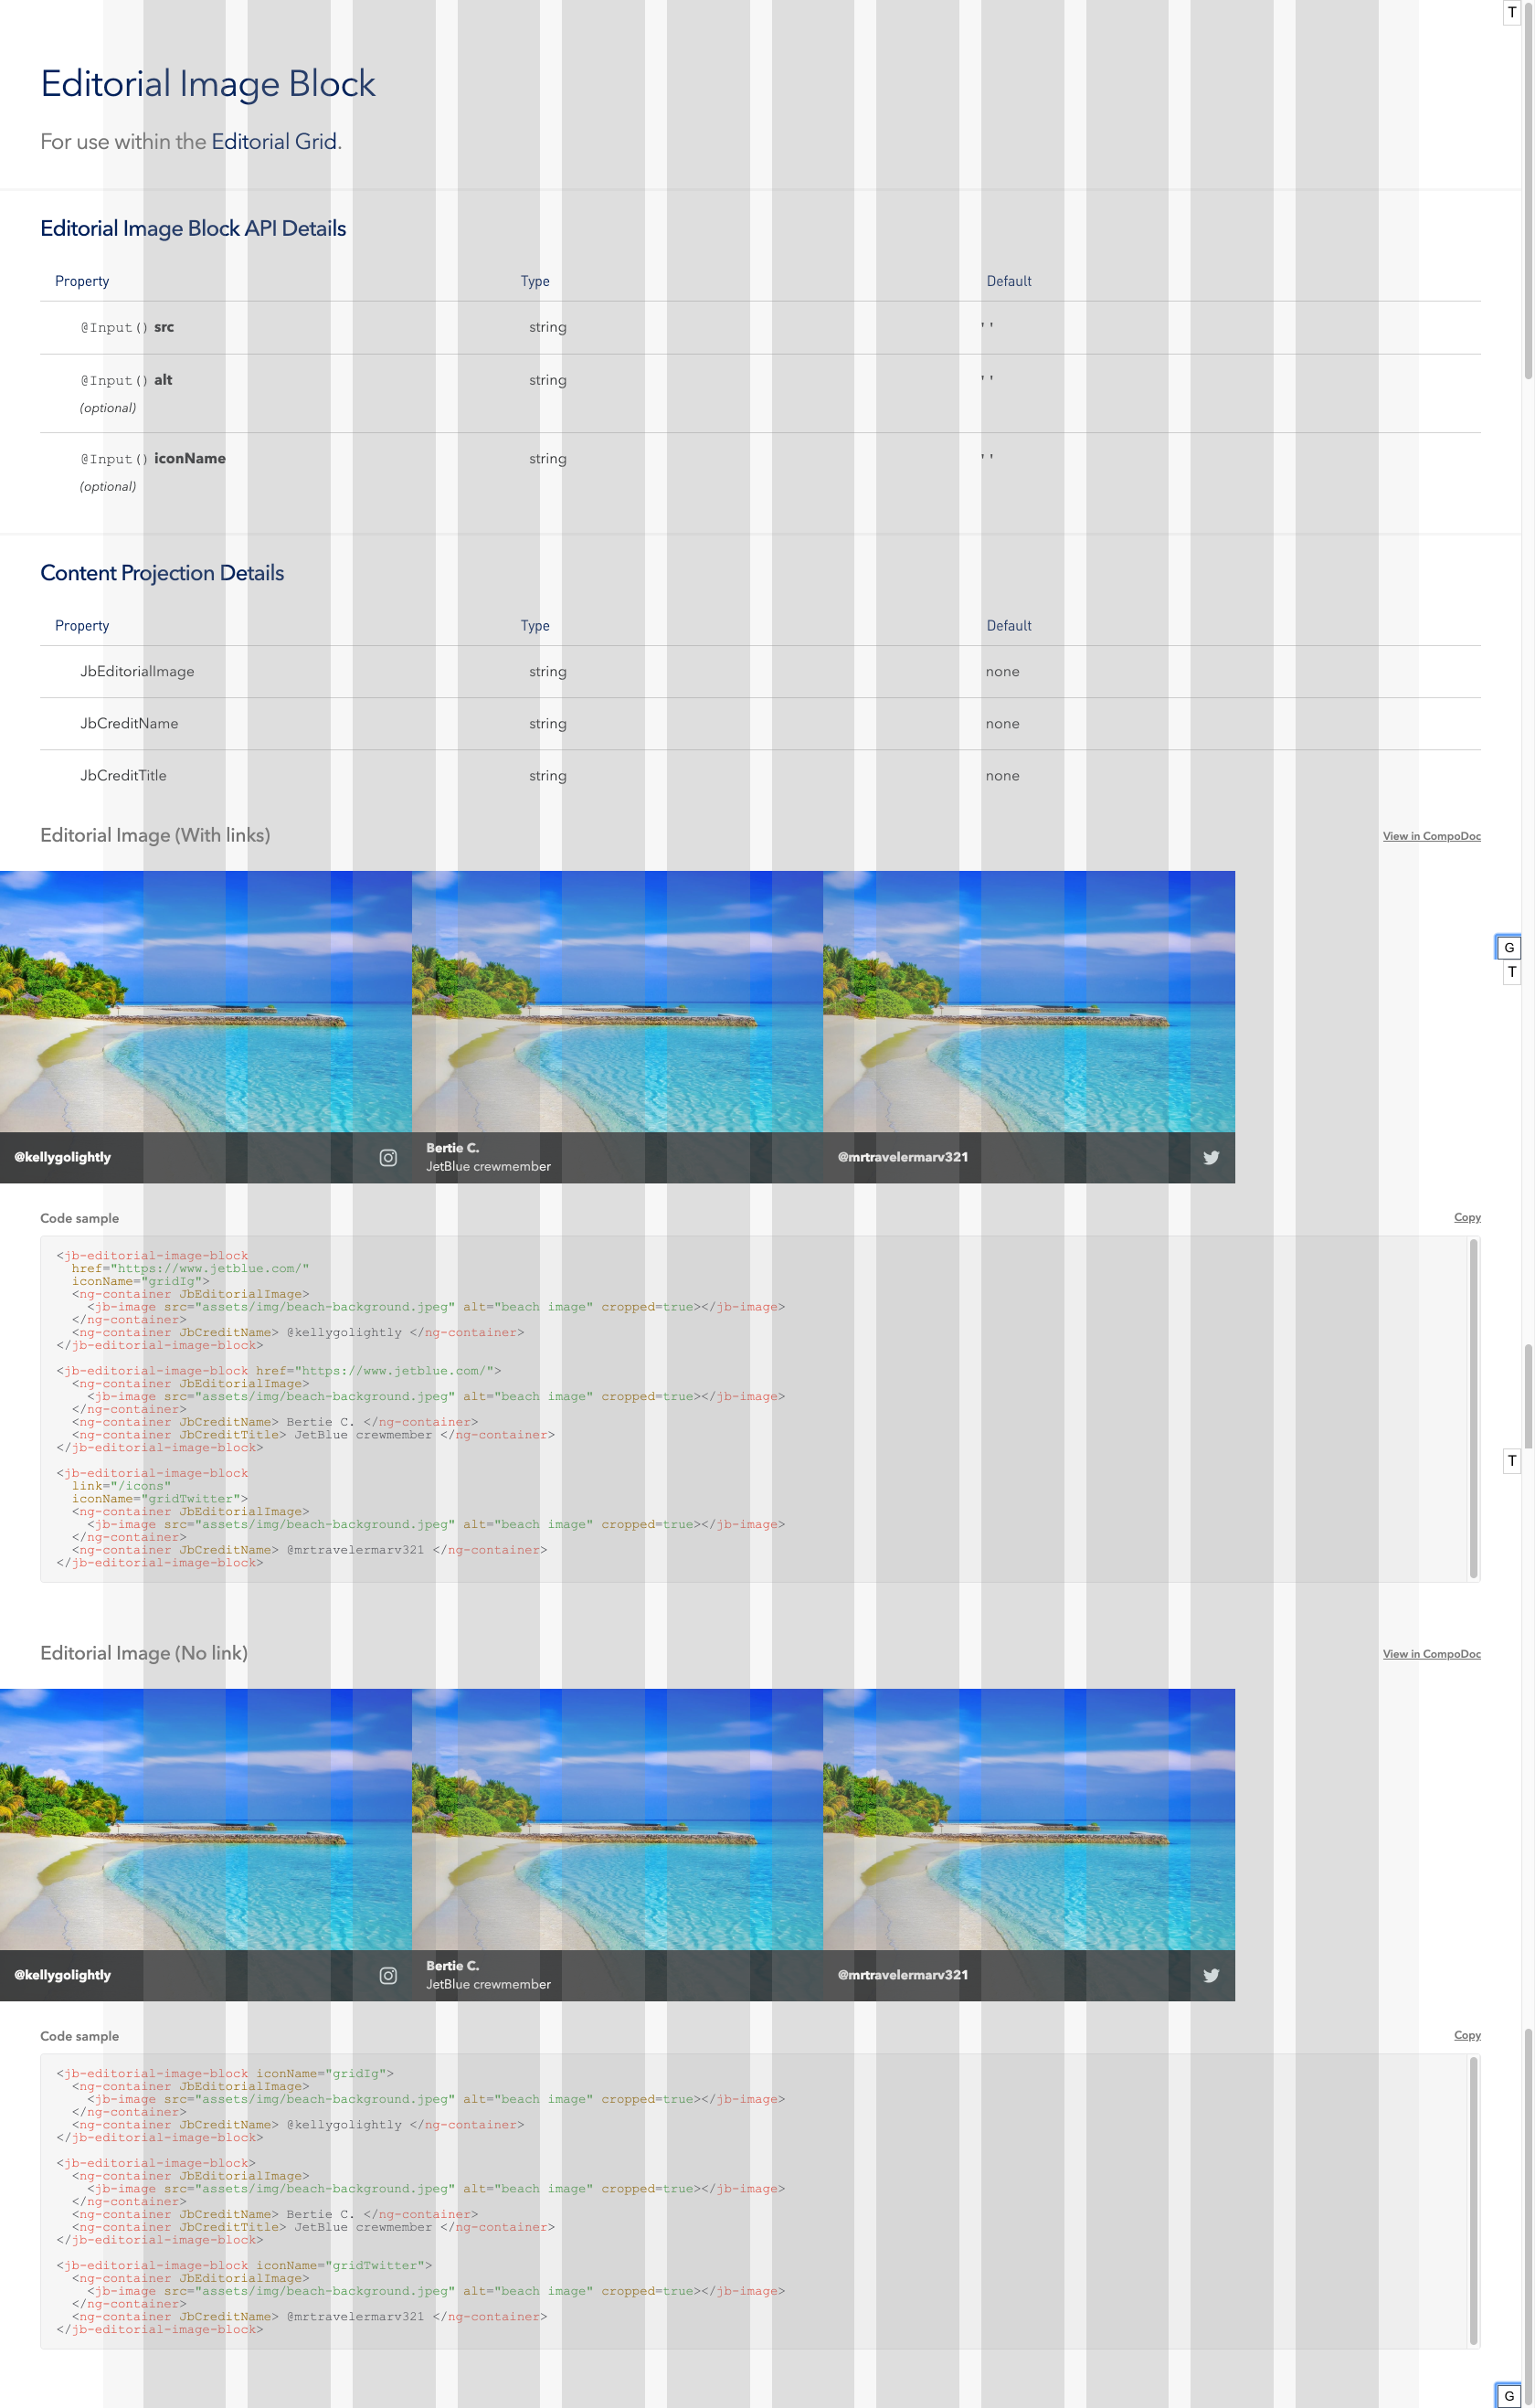 T
Editorial Image Block
For use within the Editorial Grid.
Editorial Image Block API Details
Property Type Default
@Input() src string ' '
@Input() alt string ' '
(optional)
@Input() iconName string ' '
(optional)
Content Projection Details
Property Type Default
JbEditorialImage string none
JbCreditName string none
JbCreditTitle string none
Editorial Image (With links) View in CompoDoc
G
T
@kellygolightly
Bertie C.
JetBlue crewmember
@mrtravelermarv321
Code sample Copy
<jb-editorial-image-block
  href="https://www.jetblue.com/"
  iconName="gridIg">
  <ng-container JbEditorialImage>
    <jb-image src="assets/img/beach-background.jpeg" alt="beach image" cropped=true></jb-image>
  </ng-container>
  <ng-container JbCreditName> @kellygolightly </ng-container>
</jb-editorial-image-block>
<jb-editorial-image-block href="https://www.jetblue.com/">
  <ng-container JbEditorialImage>
    <jb-image src="assets/img/beach-background.jpeg" alt="beach image" cropped=true></jb-image>
  </ng-container>
  <ng-container JbCreditName> Bertie C. </ng-container>
  <ng-container JbCreditTitle> JetBlue crewmember </ng-container>
</jb-editorial-image-block>
T
<jb-editorial-image-block
  link="/icons"
  iconName="gridTwitter">
  <ng-container JbEditorialImage>
    <jb-image src="assets/img/beach-background.jpeg" alt="beach image" cropped=true></jb-image>
  </ng-container>
  <ng-container JbCreditName> @mrtravelermarv321 </ng-container>
</jb-editorial-image-block>
Editorial Image (No link) View in CompoDoc
@kellygolightly
Bertie C.
JetBlue crewmember
@mrtravelermarv321
Code sample Copy
<jb-editorial-image-block iconName="gridIg">
  <ng-container JbEditorialImage>
    <jb-image src="assets/img/beach-background.jpeg" alt="beach image" cropped=true></jb-image>
  </ng-container>
  <ng-container JbCreditName> @kellygolightly </ng-container>
</jb-editorial-image-block>
<jb-editorial-image-block>
  <ng-container JbEditorialImage>
    <jb-image src="assets/img/beach-background.jpeg" alt="beach image" cropped=true></jb-image>
  </ng-container>
  <ng-container JbCreditName> Bertie C. </ng-container>
  <ng-container JbCreditTitle> JetBlue crewmember </ng-container>
</jb-editorial-image-block>
<jb-editorial-image-block iconName="gridTwitter">
  <ng-container JbEditorialImage>
    <jb-image src="assets/img/beach-background.jpeg" alt="beach image" cropped=true></jb-image>
  </ng-container>
  <ng-container JbCreditName> @mrtravelermarv321 </ng-container>
</jb-editorial-image-block>
G